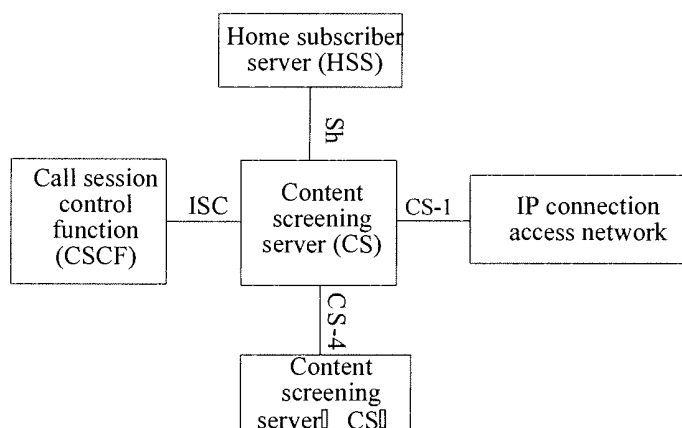 Home subscriber
server (HSS)
Sh
Call session
control
function
(CSCF)
ISC
Content
screening
server (CS)
CS-1
IP connection
access network
CS-4
Content
screening
server▯ CS▯